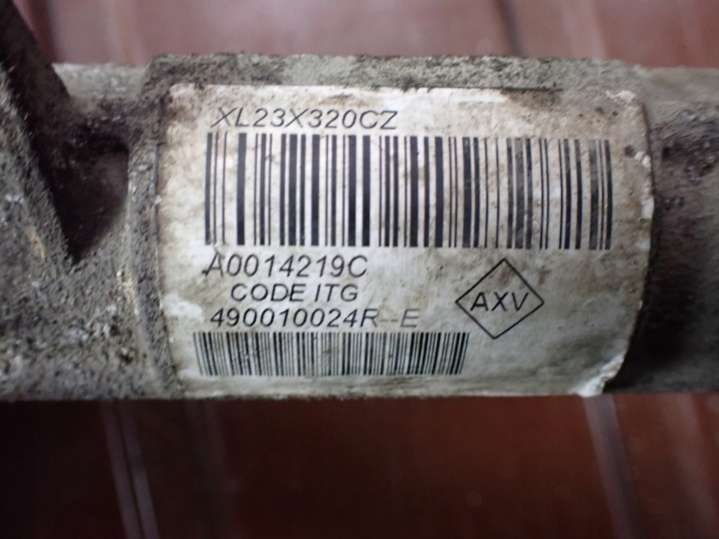 XL23X320CZ
A0014219C
CODE ITG
AXV
490010024R--E